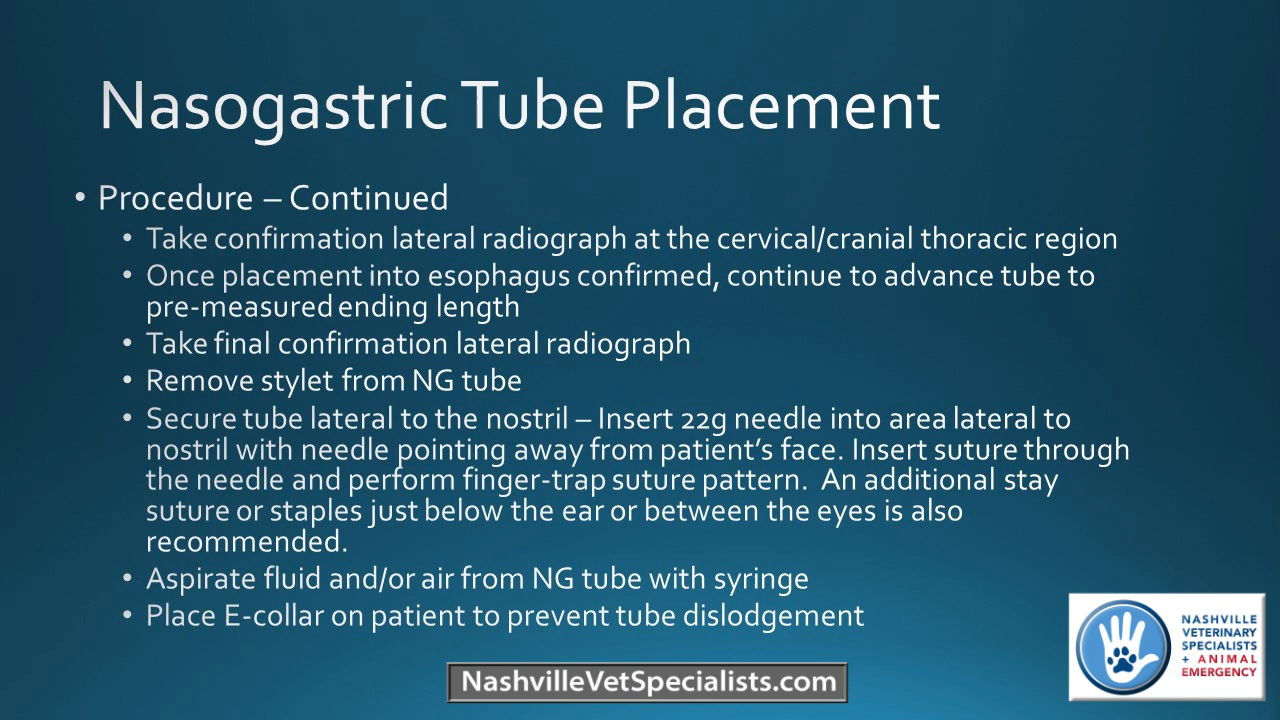 Nasogastric Tube Placement
• Procedure – Continued
• Take confirmation lateral radiograph at the cervical/cranial thoracic region
• Once placement into esophagus confirmed, continue to advance tube to
pre-measured ending length
• Take final confirmation lateral radiograph
• Remove stylet from NG tube
• Secure tube lateral to the nostril – Insert 22g needle into area lateral to
nostril with needle pointing away from patient's face. Insert suture through
the needle and perform finger-trap suture pattern. An additional stay
suture or staples just below the ear or between the eyes is also
recommended.
• Aspirate fluid and/or air from NG tube with syringe
• Place E-collar on patient to prevent tube dislodgement
NASHVILLE
VETERINARY
SPECIALISTS
+ ANIMAL
EMERGENCY
NashvilleVetSpecialists.com